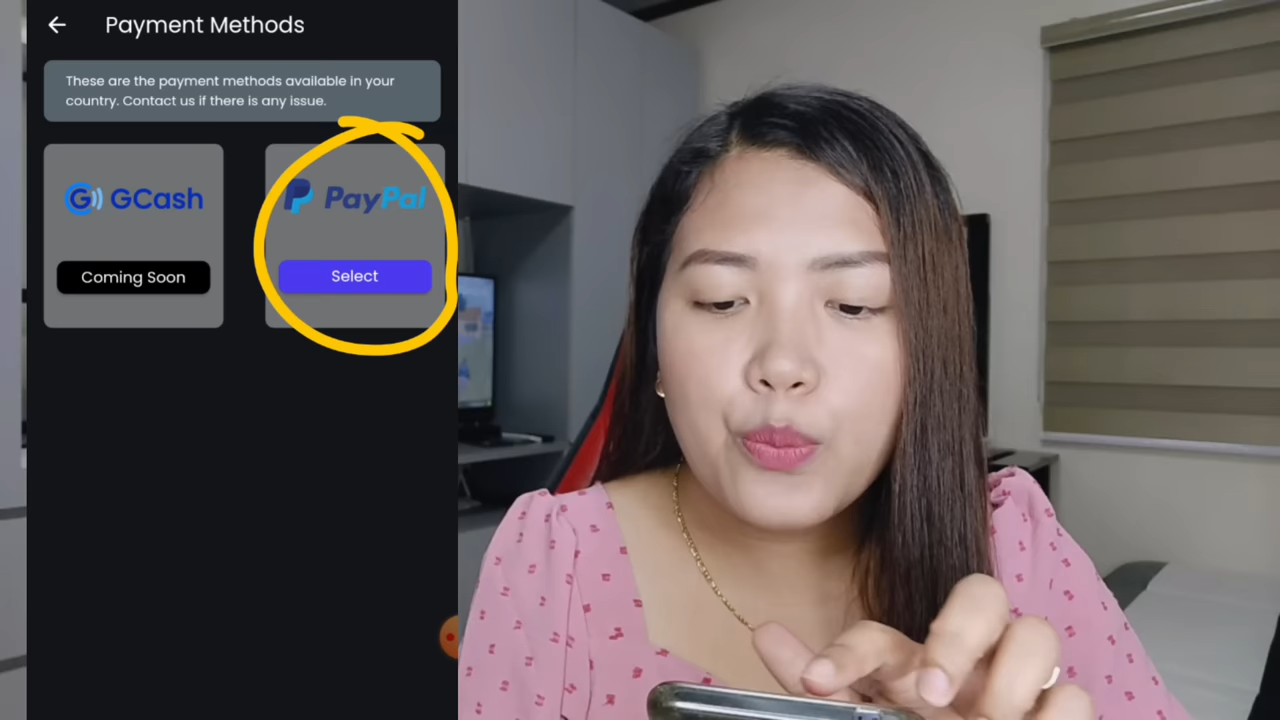 Payment Methods
These are the payment methods available in your
country. Contact us if there is any issue.
GCash
PayPal
Coming Soon
Select